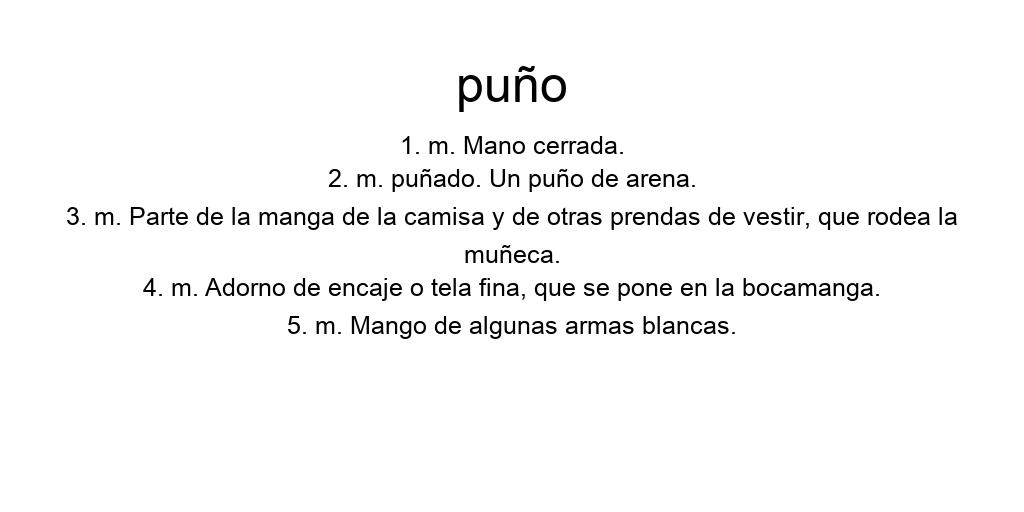 puño
1. m. Mano cerrada.
2. m. puñado. Un puño de arena.
3. m. Parte de la manga de la camisa y de otras prendas de vestir, que rodea la
muñeca.
4. m. Adorno de encaje o tela fina, que se pone en la bocamanga.
5. m. Mango de algunas armas blancas.